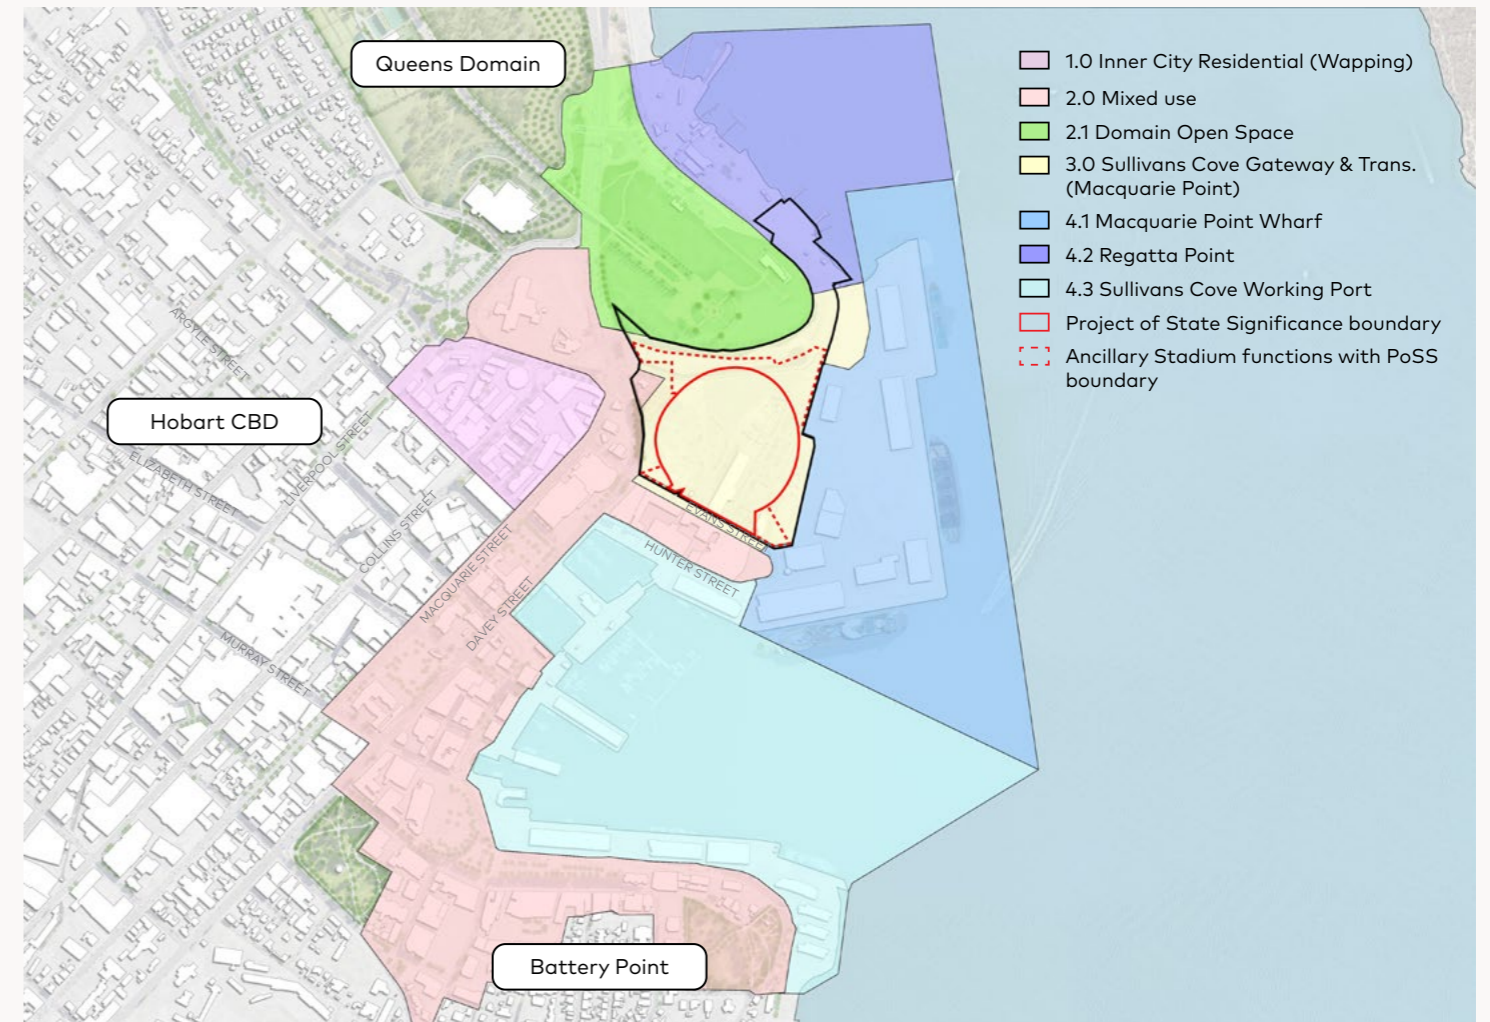 Queens Domain
Hobart CBD
Battery Point
1.0 Inner City Residential (Wapping)
2.0 Mixed use
2.1 Domain Open Space
3.0 Sullivans Cove Gateway & Trans.
(Macquarie Point)
4.1 Macquarie Point Wharf
4.2 Regatta Point
4.3 Sullivans Cove Working Port
Project of State Significance boundary
Ancillary Stadium functions with PoSS
boundary
ARGYLE STREET
ELIZABETH STREET
LIVERPOOL STREET
COLLINS STREET
MACQUARIE STREET
DAVEY STREET
MURRAY STREET
EVANS STREET
HUNTER STREET